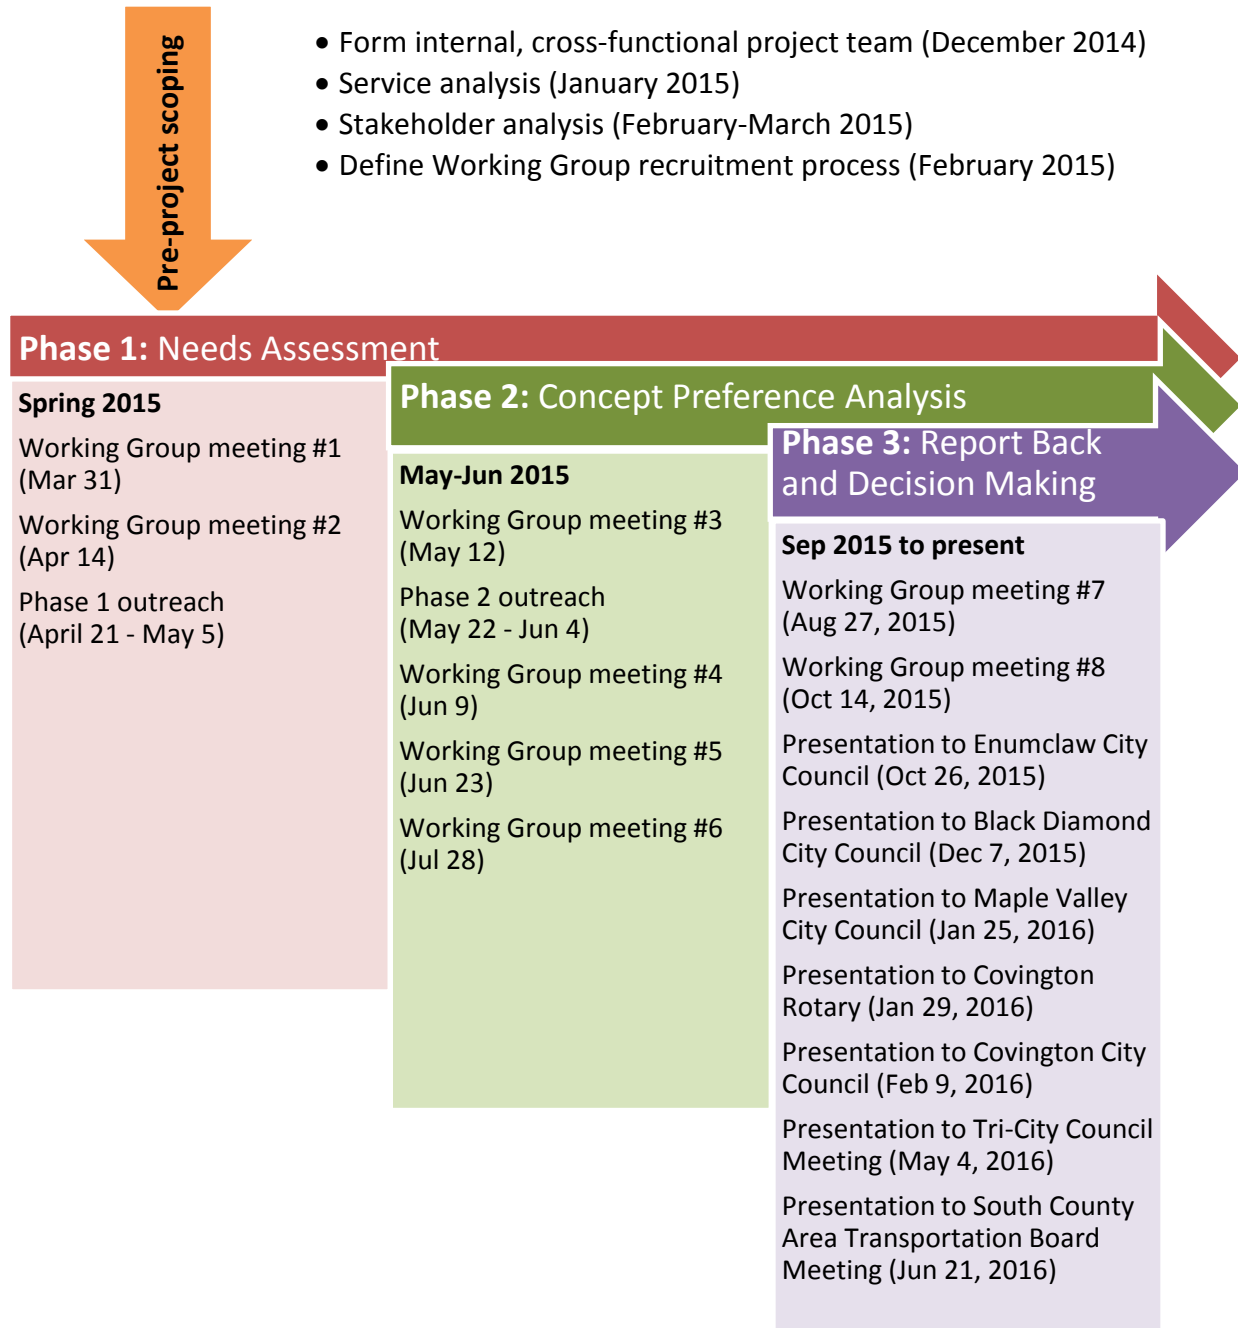 Pre-project scoping
• Form internal, cross-functional project team (December 2014)
• Service analysis (January 2015)
• Stakeholder analysis (February-March 2015)
• Define Working Group recruitment process (February 2015)
Phase 1: Needs Assessment
Spring 2015
Working Group meeting #1
(Mar 31)
Working Group meeting #2
(Apr 14)
Phase 1 outreach
(April 21 - May 5)
Phase 2: Concept Preference Analysis
May-Jun 2015
Working Group meeting #3
(May 12)
Phase 2 outreach
(May 22 - Jun 4)
Working Group meeting #4
(Jun 9)
Working Group meeting #5
(Jun 23)
Working Group meeting #6
(Jul 28)
Phase 3: Report Back
and Decision Making
Sep 2015 to present
Working Group meeting #7
(Aug 27, 2015)
Working Group meeting #8
(Oct 14, 2015)
Presentation to Enumclaw City
Council (Oct 26, 2015)
Presentation to Black Diamond
City Council (Dec 7, 2015)
Presentation to Maple Valley
City Council (Jan 25, 2016)
Presentation to Covington
Rotary (Jan 29, 2016)
Presentation to Covington City
Council (Feb 9, 2016)
Presentation to Tri-City Council
Meeting (May 4, 2016)
Presentation to South County
Area Transportation Board
Meeting (Jun 21, 2016)